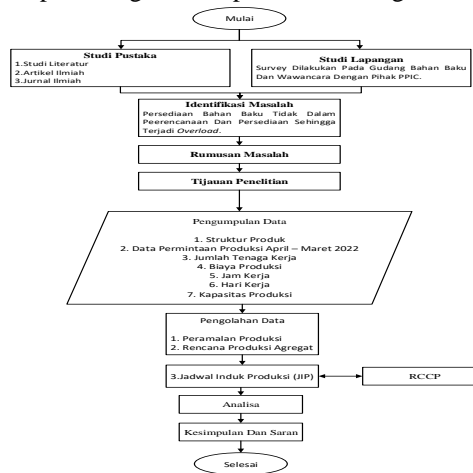 Mulai
Studi Pustaka
1.Studi Literatur
2.Artikel Ilmiah
3.Jurnal Ilmiah
Studi Lapangan
Survey Dilakukan Pada Gudang Bahan Baku
Dan Wawancara Dengan Pihak PPIC.
Identifikasi Masalah
Persediaan Bahan Baku Tidak Dalam
Peerencanaan Dan Persediaan Sehingga
Terjadi Overload.
Rumusan Masalah
Tijauan Penelitian
Pengumpulan Data
1. Struktur Produk
2. Data Permintaan Produksi April – Maret 2022
3. Jumlah Tenaga Kerja
4. Biaya Produksi
5. Jam Kerja
6. Hari Kerja
7. Kapasitas Produksi
Pengolahan Data
1. Peramalan Produksi
2. Rencana Produksi Agregat
3.Jadwal Induk Produksi (JIP)
RCCP
Analisa
Kesimpulan Dan Saran
Selesai